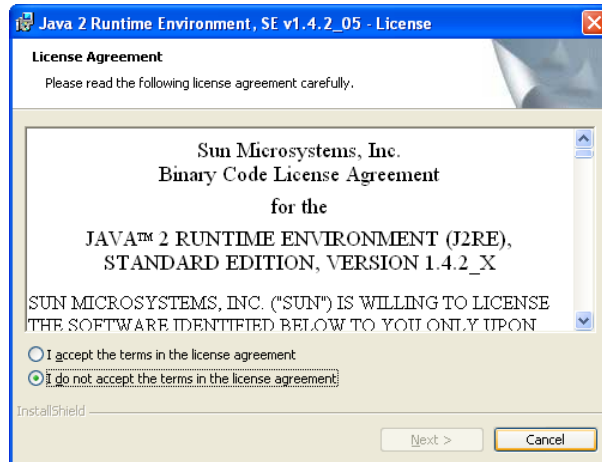 Java 2 Runtime Environment, SE v1.4.2_05 - License
License Agreement
Please read the following license agreement carefully.
Sun Microsystems, Inc.
Binary Code License Agreement
for the
JAVA™ 2 RUNTIME ENVIRONMENT (J2RE),
STANDARD EDITION, VERSION 1.4.2_X
SUN MICROSYSTEMS, INC. ("SUN") IS WILLING TO LICENSE
THE SOFTWARE IDENTIFIED BELOW TO YOU ONLY UPON
I accept the terms in the license agreement
I do not accept the terms in the license agreement
InstallShield
Next >
Cancel